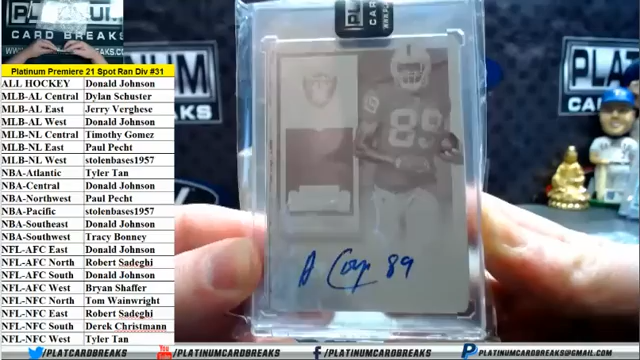 PLATINUM
CARD BREAKS
Platinum Premiere 21 Spot Ran Div #31
ALL HOCKEY Donald Johnson
MLB-AL Central Dylan Schuster
MLB-AL East Jerry Verghese
MLB-AL West Donald Johnson
MLB-NL Central Timothy Gomez
MLB-NL East Paul Pecht
MLB-NL West stolenbases1957
NBA-Atlantic Tyler Tan
NBA-Central Donald Johnson
NBA-Northwest Paul Pecht
NBA-Pacific stolenbases1957
NBA-Southeast Donald Johnson
NBA-Southwest Tracy Bonney
NFL-AFC East Donald Johnson
NFL-AFC North Robert Sadeghi
NFL-AFC South Donald Johnson
NFL-AFC West Bryan Shaffer
NFL-NFC North Tom Wainwright
NFL-NFC East Robert Sadeghi
NFL-NFC South Derek Christmann
NFL-NFC West Tyler Tan
89
89
89
/PLATCARDBREAKS
/PLATINUMCARDBREAKS
/PLATINUMCARDBREAKS
PLATINUMCARDBREAKS@GMAIL.COM